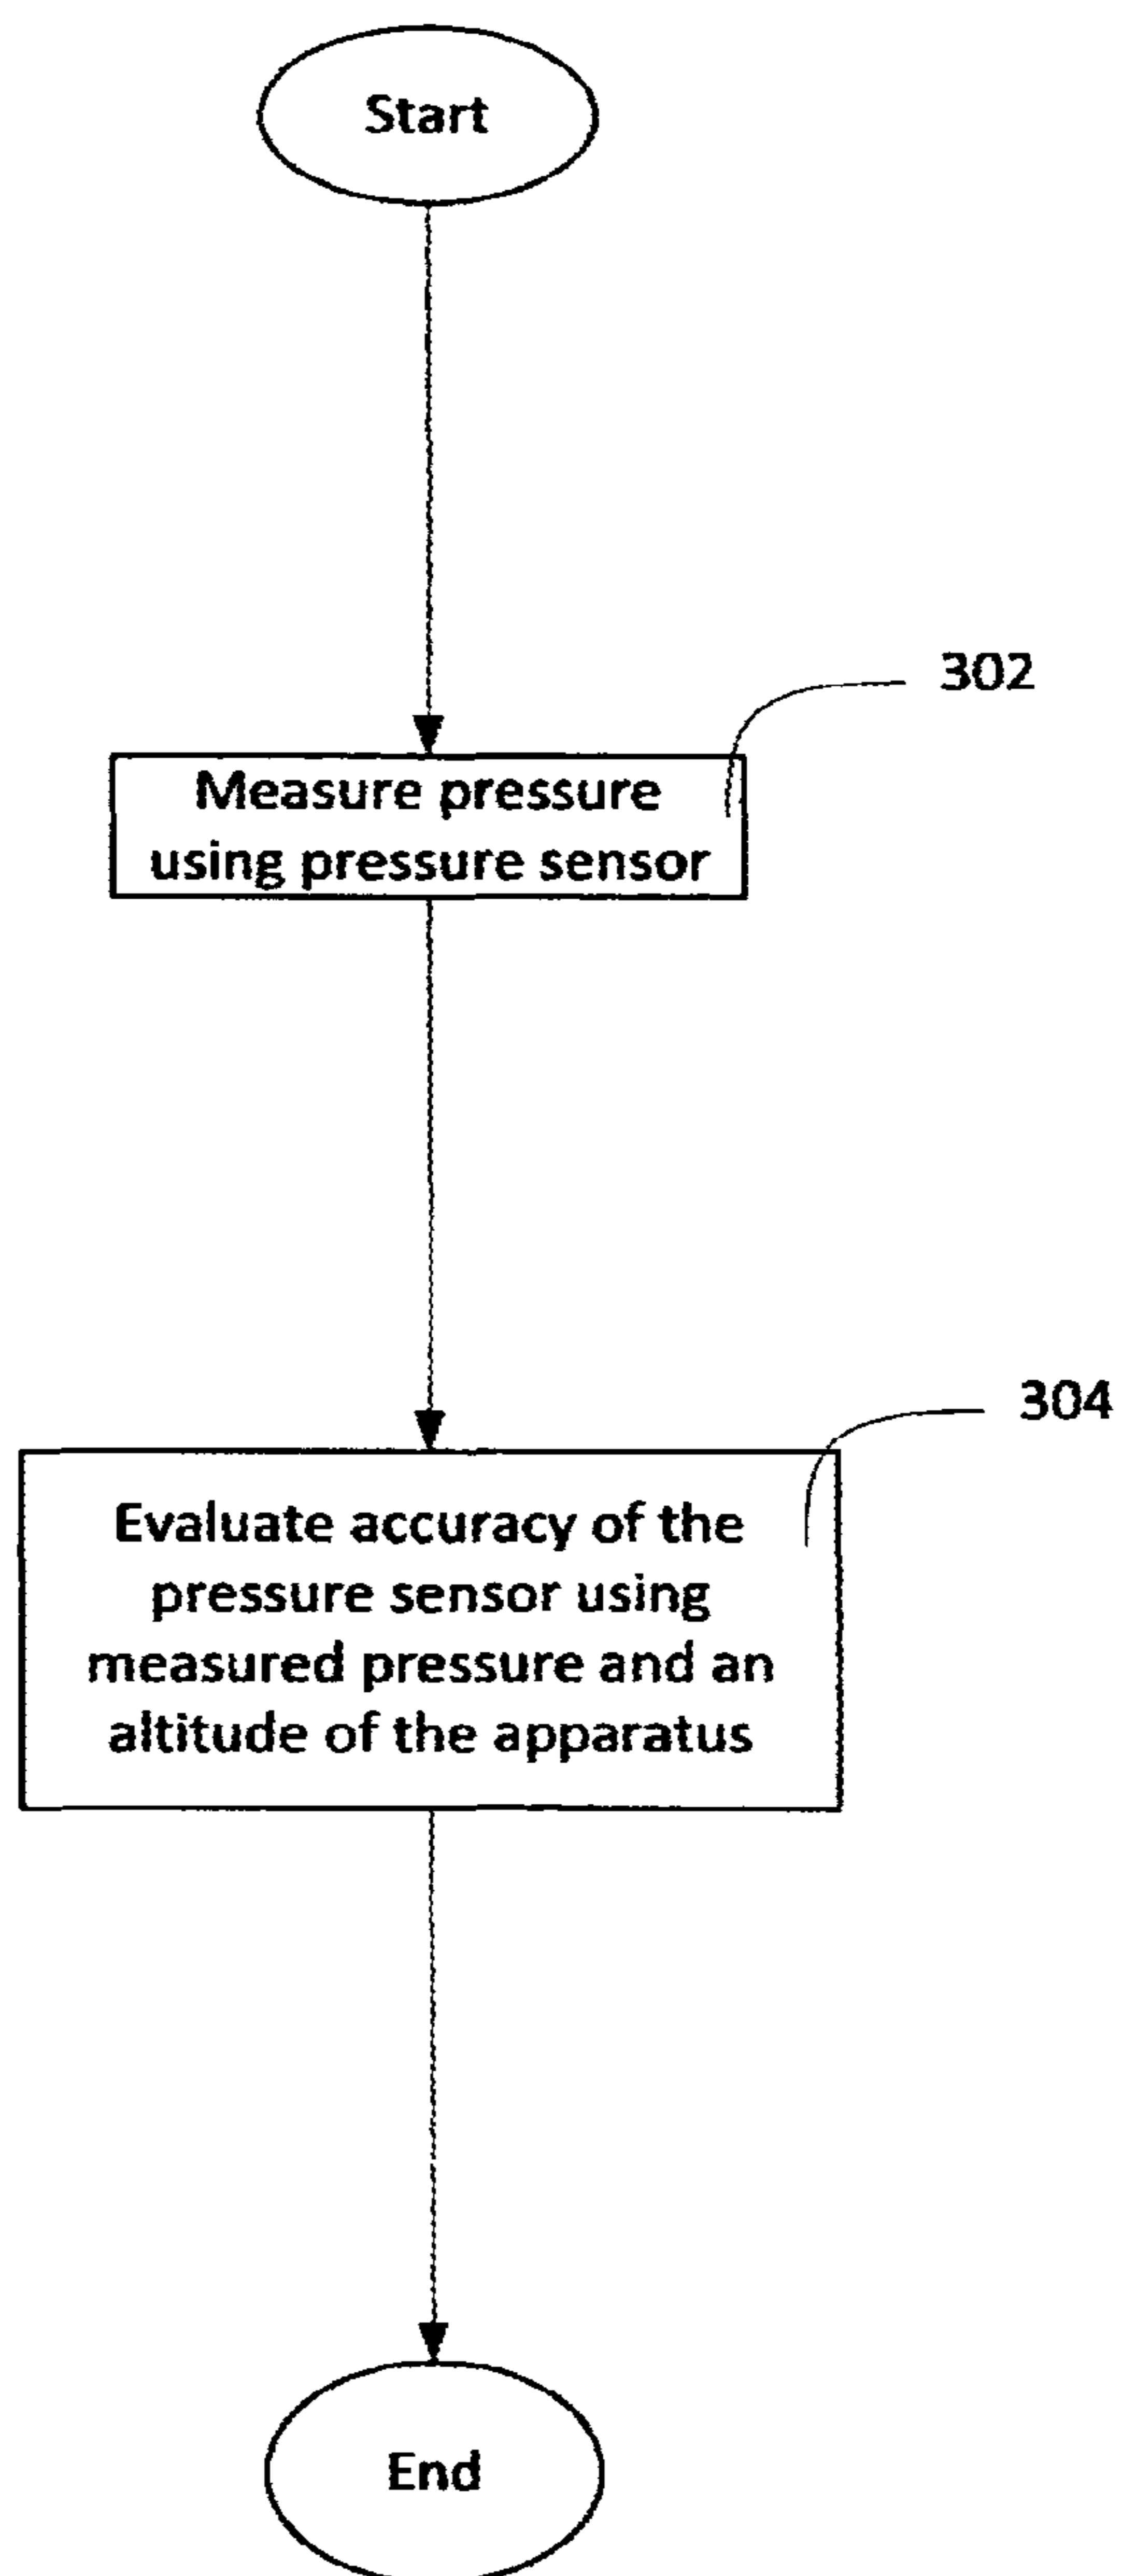 Start
302
Measure pressure
using pressure sensor
304
Evaluate accuracy of the
pressure sensor using
measured pressure and an
altitude of the apparatus
End